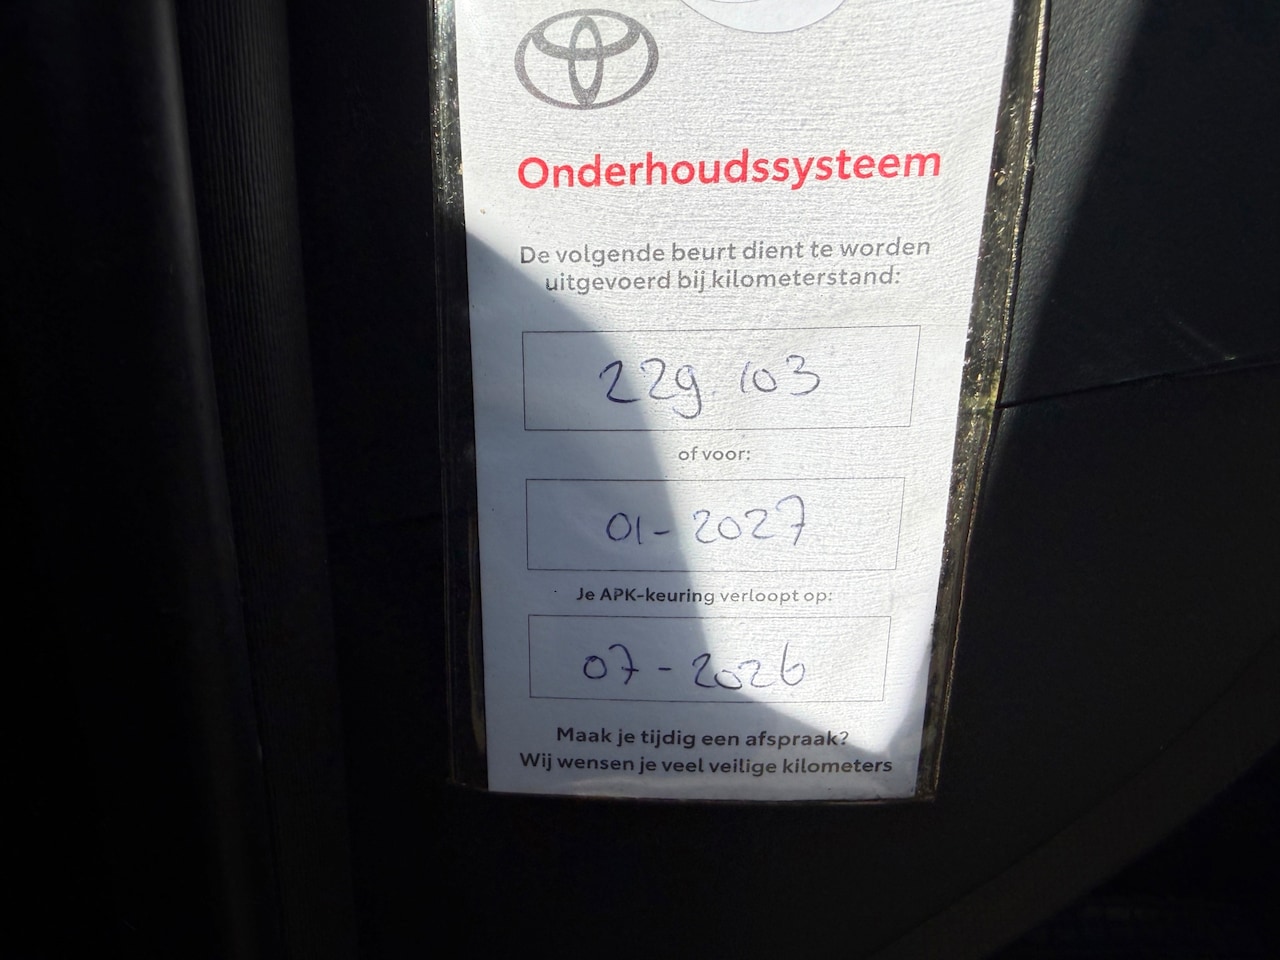 Onderhoudssysteem
De volgende beurt dient te worden
uitgevoerd bij kilometerstand:
229.103
of voor:
01-2027
Je APK-keuring verloopt op:
07-2026
Maak je tijdig een afspraak?
Wij wensen je veel veilige kilometers